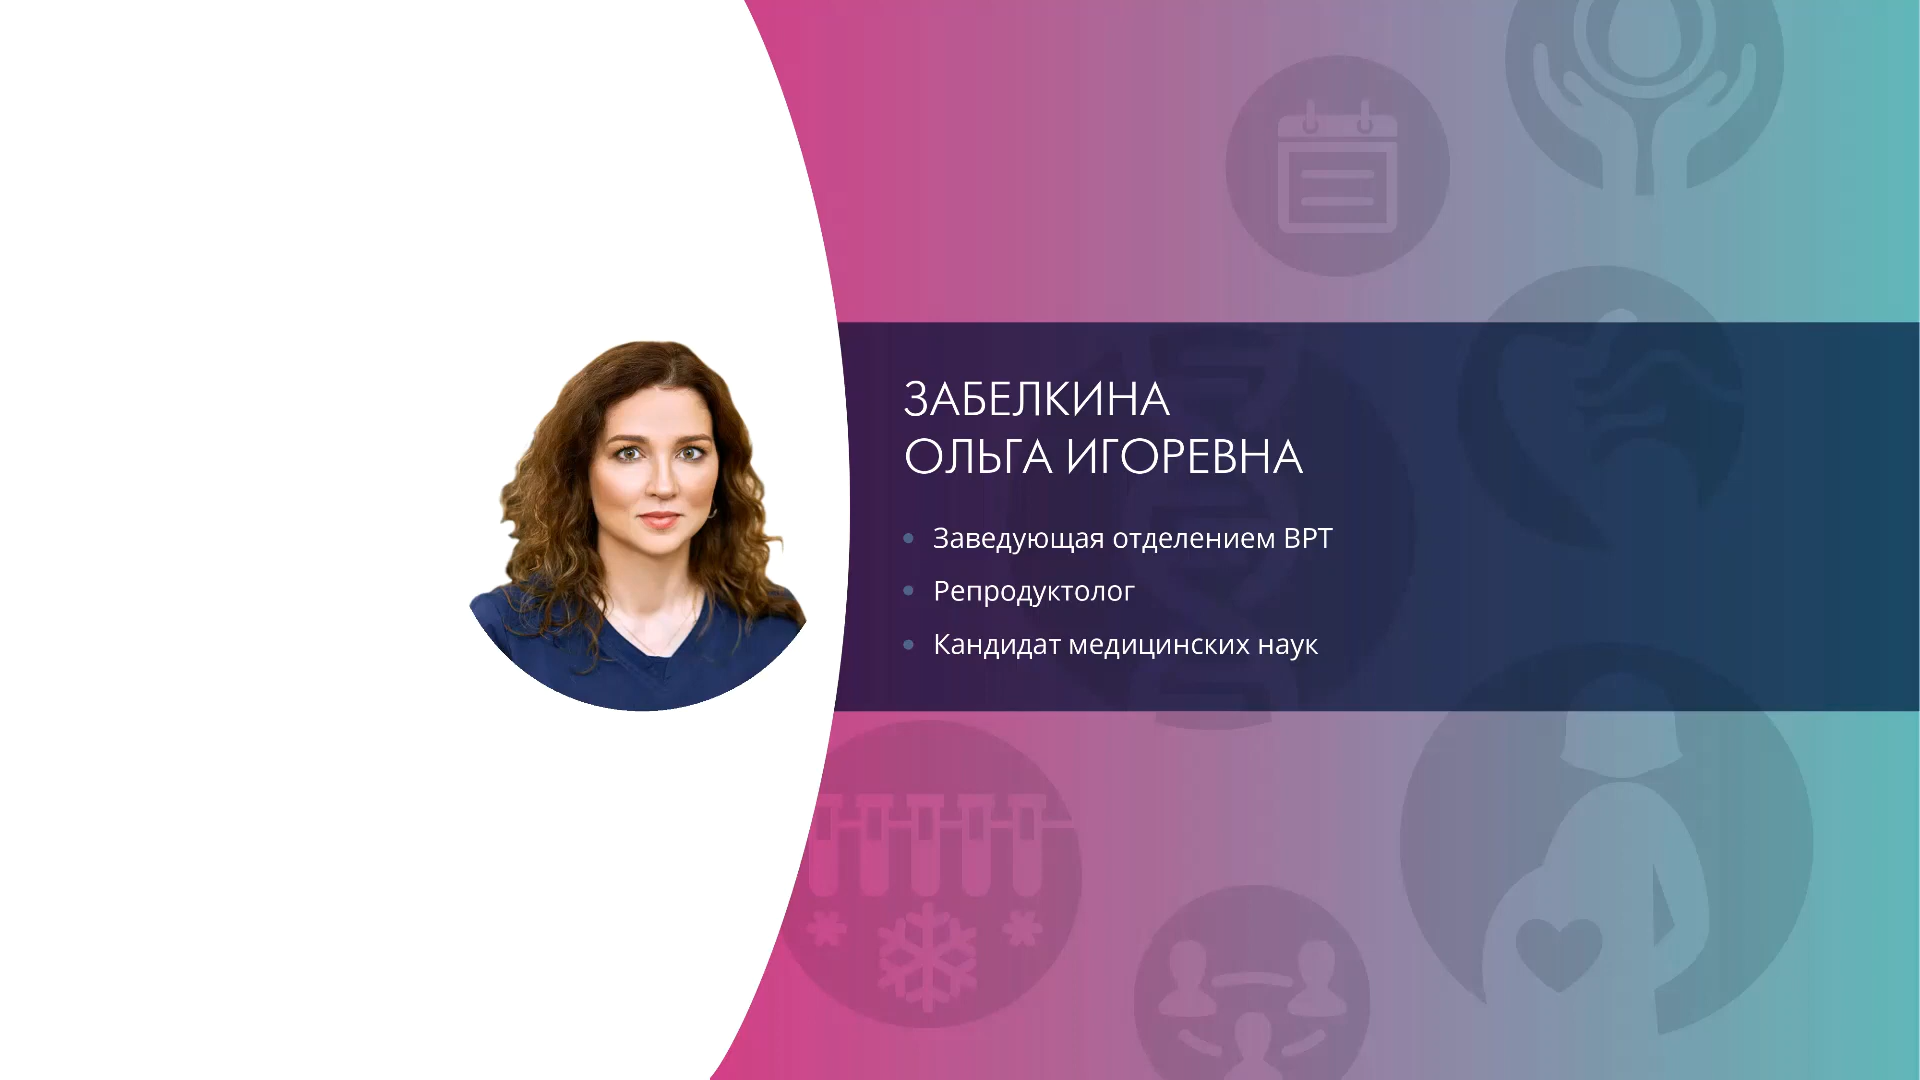 ЗАБЕЛКИНА
ОЛЬГА ИГОРЕВНА
Заведующая отделением ВРТ
Репродуктолог
Кандидат медицинских наук